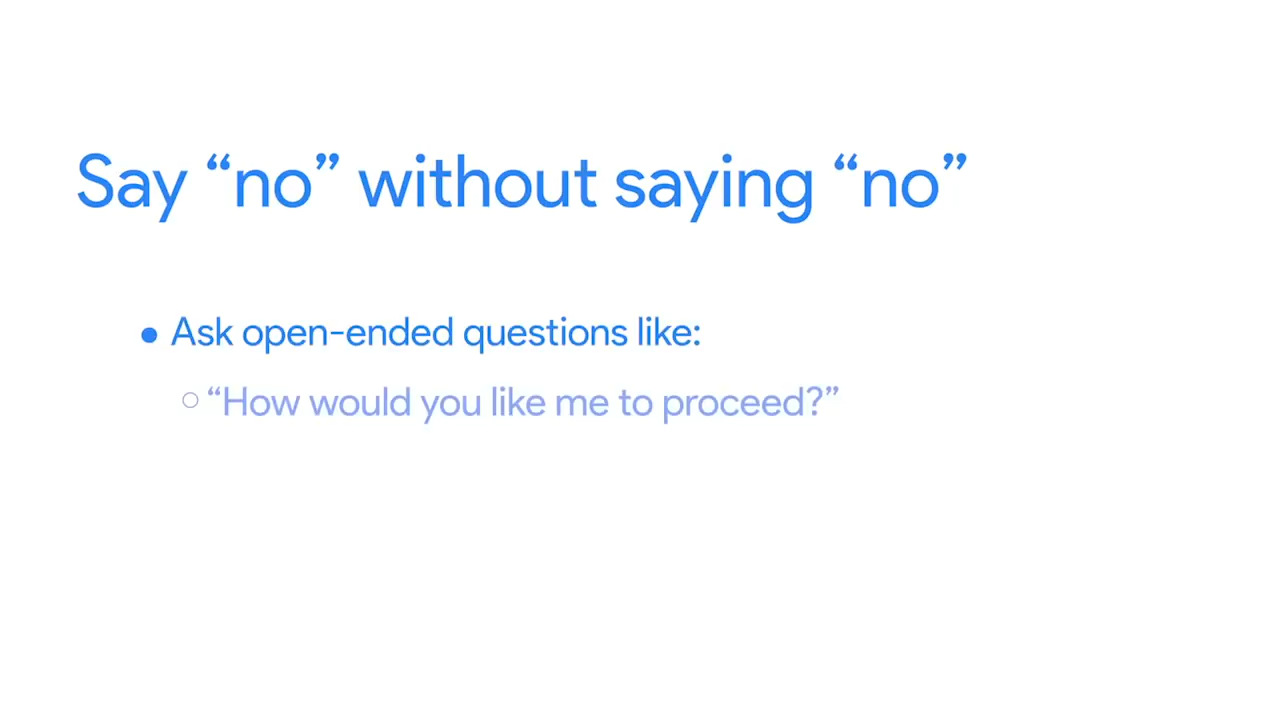 Say “no” without saying “no”
● Ask open-ended questions like:
○ “How would you like me to proceed?”